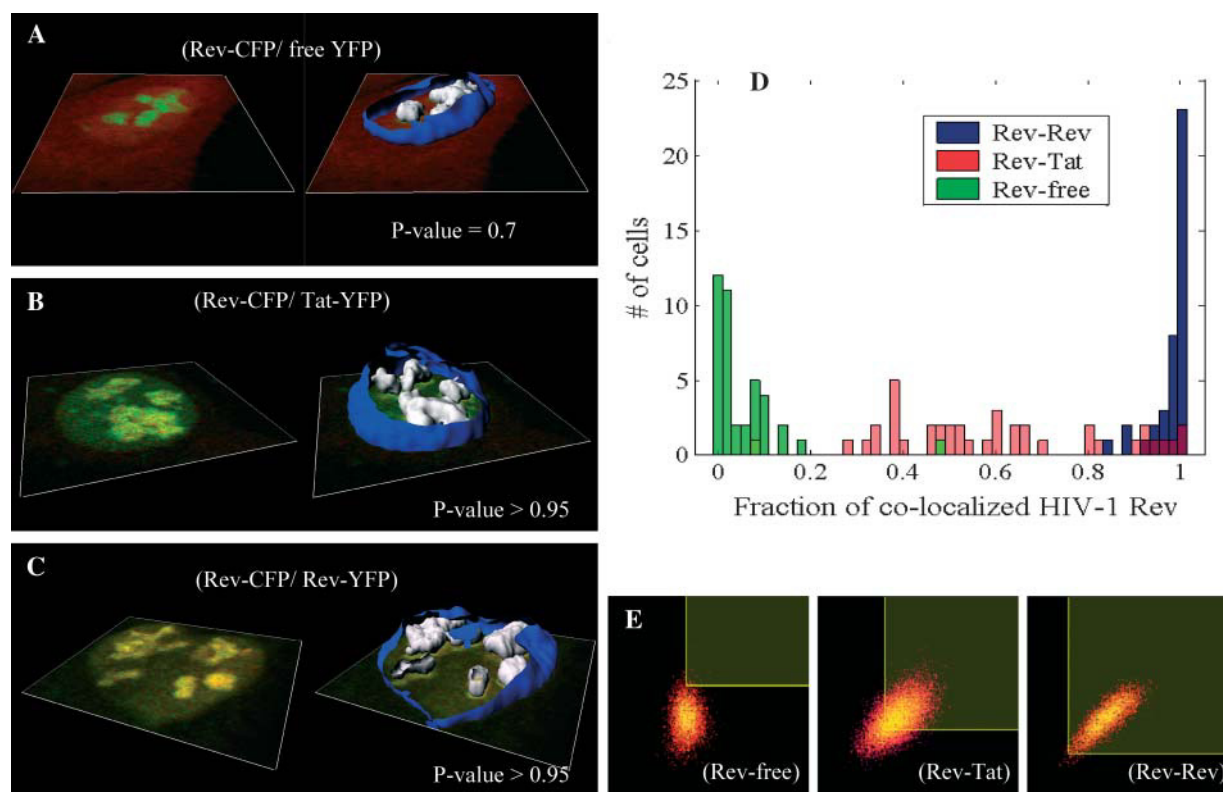 A
(Rev-CFP/ free YFP)
P-value = 0.7
B
(Rev-CFP/ Tat-YFP)
P-value > 0.95
C
(Rev-CFP/ Rev-YFP)
P-value > 0.95
D
25
20
15
10
5
0
# of cells
Rev-Rev
Rev-Tat
Rev-free
0 0.2 0.4 0.6 0.8 1
Fraction of co-localized HIV-1 Rev
E
(Rev-free)
(Rev-Tat)
(Rev-Rev)